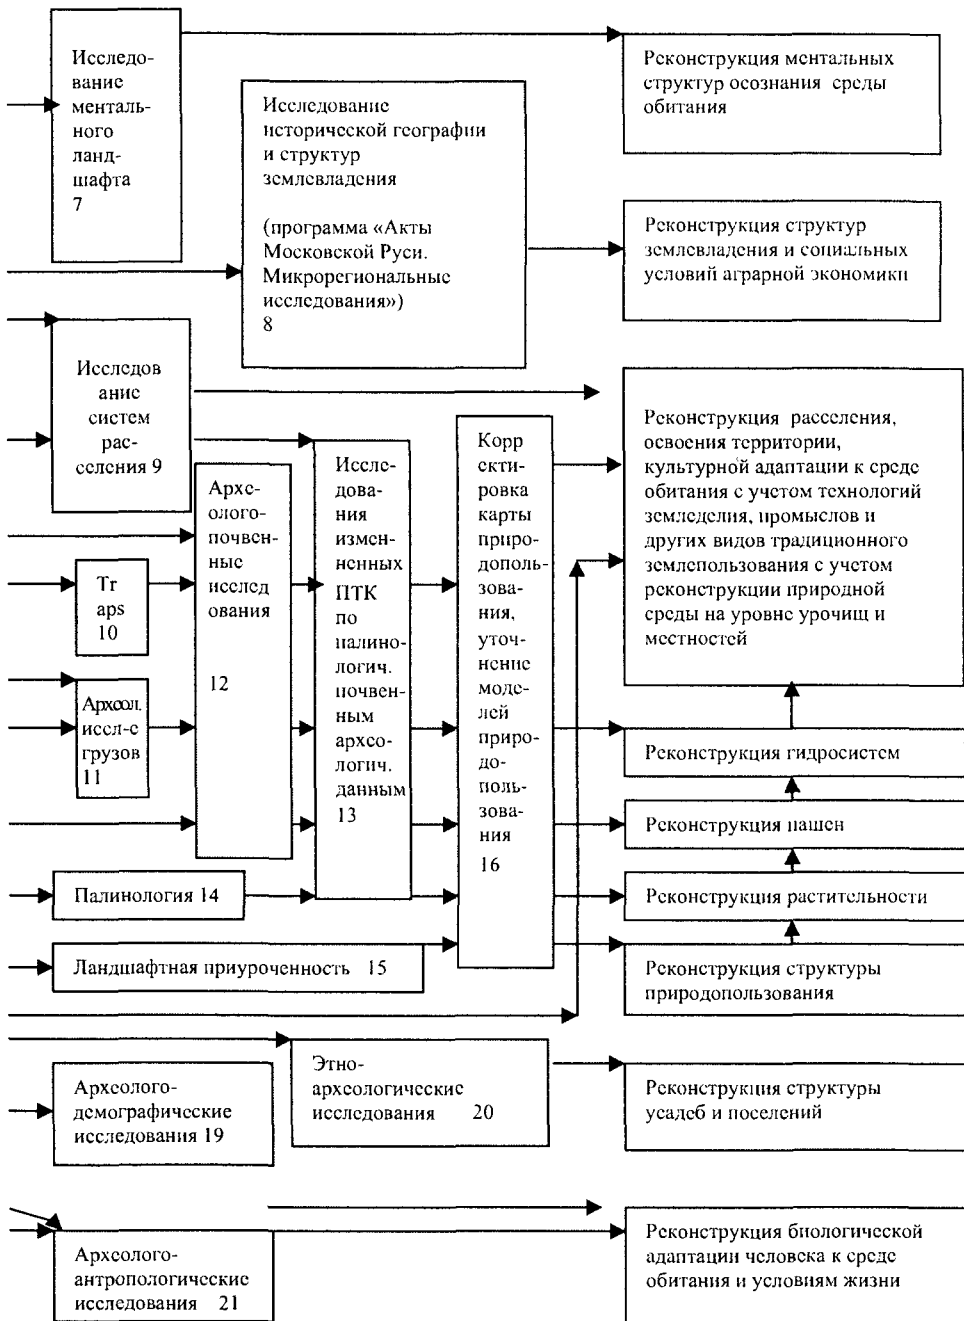 Исследо-
вание
менталь-
ного
ланд-
шафта
7
Реконструкция ментальных
структур осознания среды
обитания
Исследование
исторической географии
и структур
землевладения
(программа «Акты
Московской Руси.
Микрорегиональные
исследования»)
8
Реконструкция структур
землевладения и социальных
условий аграрной экономики
Исследов
ание
систем
рас-
селения 9
Реконструкция расселения,
освоения территории,
культурной адаптации к среде
обитания с учетом технологий
земледелия, промыслов и
других видов традиционного
землепользования с учетом
реконструкции природной
среды на уровне урочищ и
местностей
Корр
екти-
ровка
карты
приро-
дополь-
зова-
ния,
уточ-
нение
моде-
лей
приро-
до-
поль-
зова-
ния
16
Иссле-
дова-
ния
измен-
ненных
ПТК
по
палино-
логич.
почвен-
ным
архео-
логич.
данным
13
Архе-
олого-
почвен-
ные
исслед
ования
12
Tr
aps
10
Археол.
иссл-е
грузов
11
Реконструкция гидросистем
Реконструкция пашен
Палинология 14
Реконструкция растительности
Ландшафтная приуроченность 15
Реконструкция структуры
природопользования
Археолого-
демографические
исследования 19
Этно-
археологические
исследования 20
Реконструкция структуры
усадеб и поселений
Археолого-
антропологические
исследования 21
Реконструкция биологической
адаптации человека к среде
обитания и условиям жизни